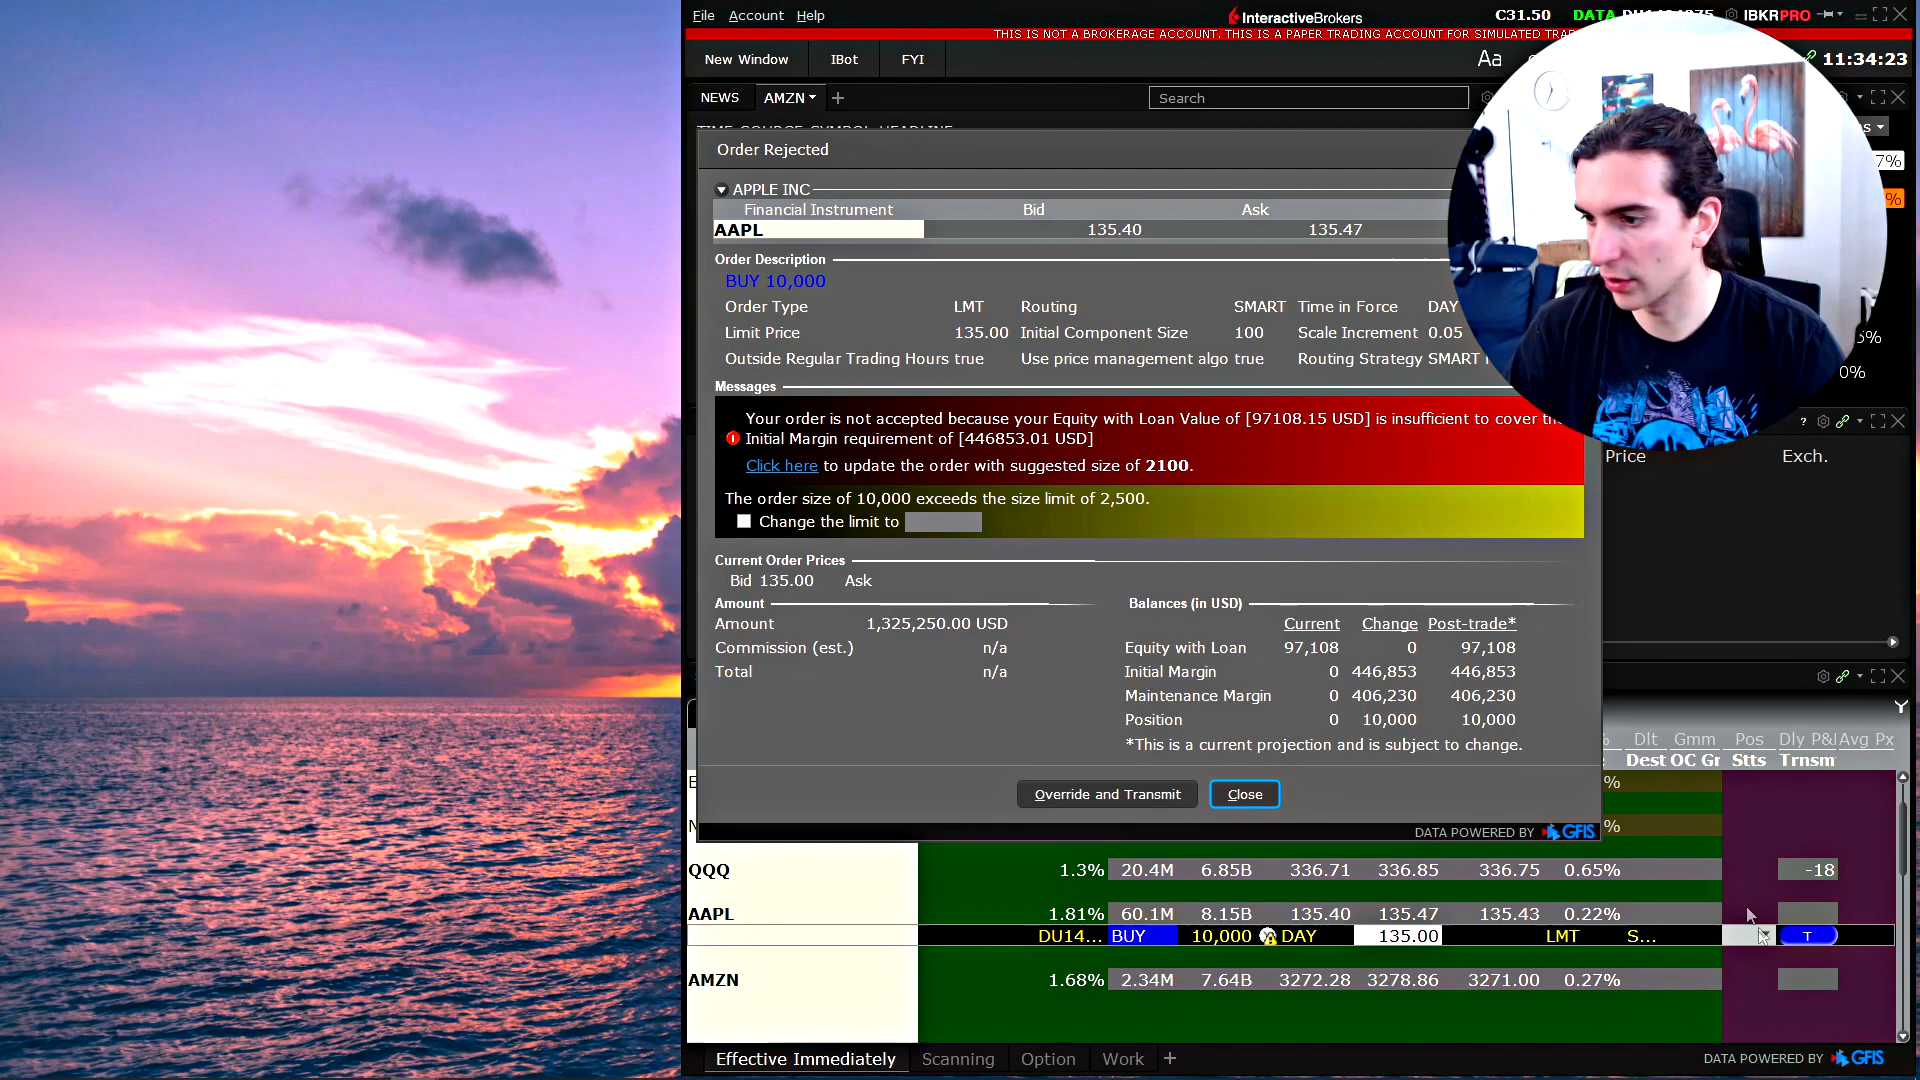 File Account Help
InteractiveBrokers
C31.50 DATA
IBKRPRO
THIS IS NOT A BROKERAGE ACCOUNT. THIS IS A PAPER TRADING ACCOUNT FOR SIMULATED
New Window IBot FYI
Aa
11:34:23
NEWS AMZN +
Search
Order Rejected
APPLE INC
Financial Instrument Bid Ask
AAPL 135.40 135.47
7%
%
Order Description
BUY 10,000
Order Type LMT Routing SMART Time in Force DAY
Limit Price 135.00 Initial Component Size 100 Scale Increment 0.05
Outside Regular Trading Hours true Use price management algo true Routing Strategy SMART
0%
Messages
Your order is not accepted because your Equity with Loan Value of [97108.15 USD] is insufficient to cover
Initial Margin requirement of [446853.01 USD]
Click here to update the order with suggested size of 2100.
Price Exch.
The order size of 10,000 exceeds the size limit of 2,500.
Change the limit to
Current Order Prices
Bid 135.00 Ask
Amount
Amount 1,325,250.00 USD
Commission (est.) n/a
Total n/a
Balances (in USD)
Current Change Post-trade*
Equity with Loan 97,108 0 97,108
Initial Margin 0 446,853 446,853
Maintenance Margin 0 406,230 406,230
Position 0 10,000 10,000
*This is a current projection and is subject to change.
Override and Transmit Close
DATA POWERED BY GFIS
% Dlt Gmm Pos Dly P&L Avg Px
Dest OC Gr Stts Trnsm
%
%
QQQ 1.3% 20.4M 6.85B 336.71 336.85 336.75 0.65% -18
AAPL 1.81% 60.1M 8.15B 135.40 135.47 135.43 0.22%
DU14... BUY 10,000 DAY 135.00 LMT S... T
AMZN 1.68% 2.34M 7.64B 3272.28 3278.86 3271.00 0.27%
Effective Immediately Scanning Option Work +
DATA POWERED BY GFIS